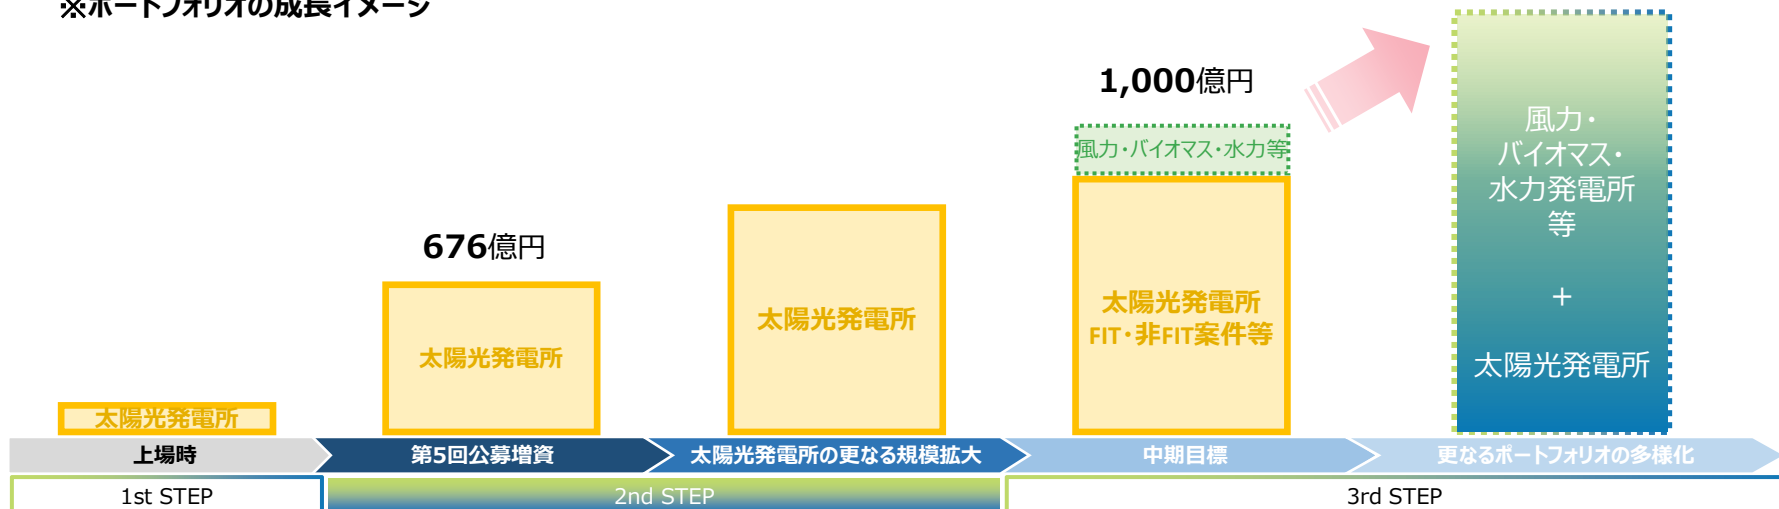 ※ポートフォリオの成長イメージ
1,000億円
風力・バイオマス・水力等
風力・
バイオマス・
水力発電所
等
+
太陽光発電所
676億円
太陽光発電所
太陽光発電所
太陽光発電所
FIT・非FIT案件等
太陽光発電所
上場時
第5回公募増資
太陽光発電所の更なる規模拡大
中期目標
更なるポートフォリオの多様化
1st STEP
2nd STEP
3rd STEP